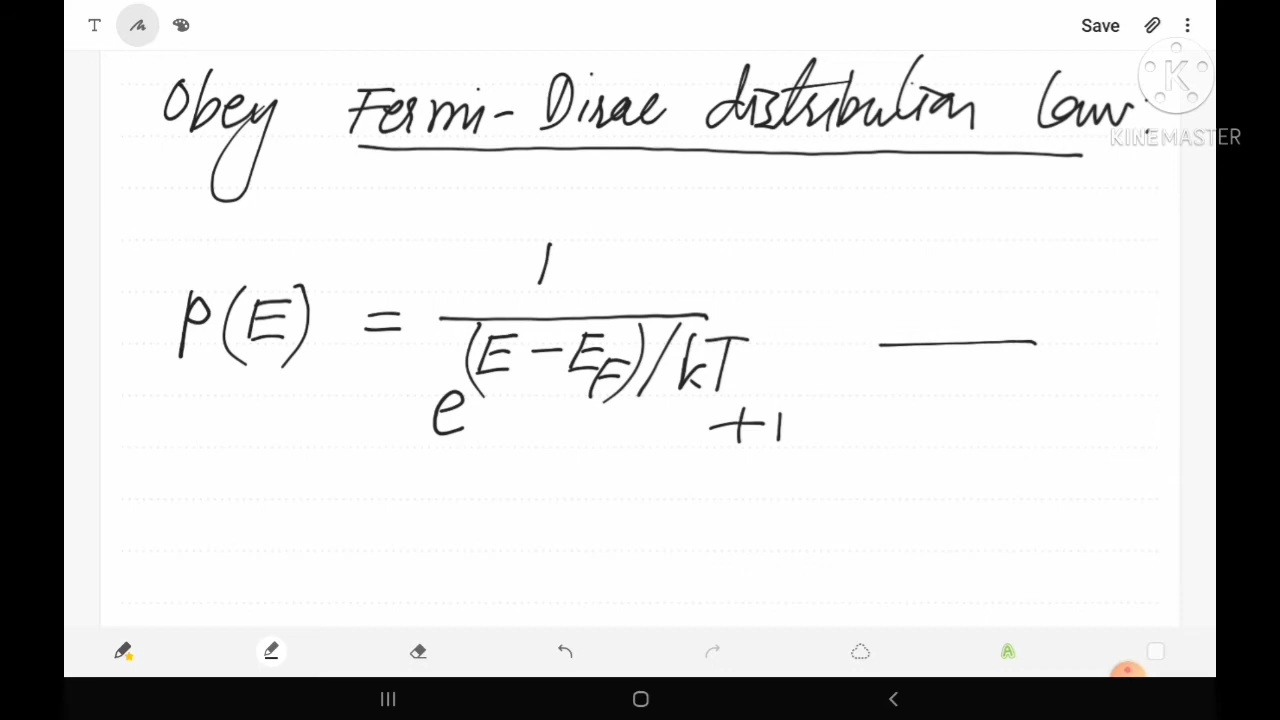 T Save
K
KINEMASTER
Obey Fermi-Dirac distribution law.
P(E) = 1 / e^{(E-E_F)/kT} +1 —
A